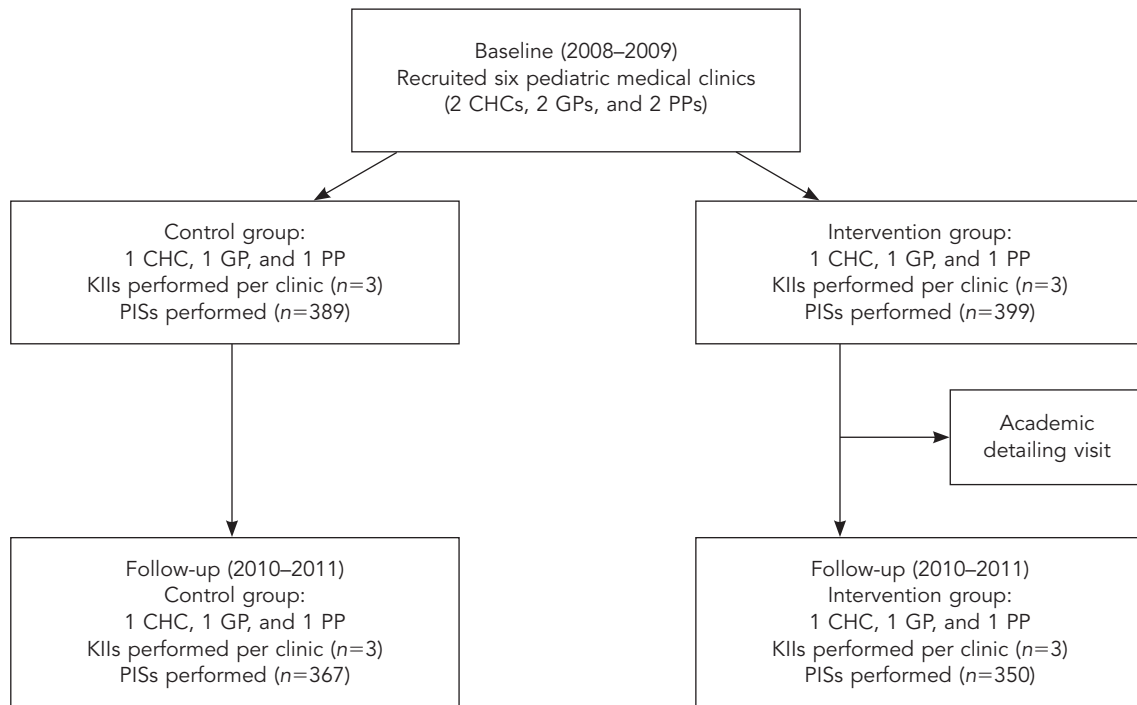 Baseline (2008–2009)
Recruited six pediatric medical clinics
(2 CHCs, 2 GPs, and 2 PPs)
Control group:
1 CHC, 1 GP, and 1 PP
KIIs performed per clinic (n=3)
PISs performed (n=389)
Intervention group:
1 CHC, 1 GP, and 1 PP
KIIs performed per clinic (n=3)
PISs performed (n=399)
Academic
detailing visit
Follow-up (2010–2011)
Control group:
1 CHC, 1 GP, and 1 PP
KIIs performed per clinic (n=3)
PISs performed (n=367)
Follow-up (2010–2011)
Intervention group:
1 CHC, 1 GP, and 1 PP
KIIs performed per clinic (n=3)
PISs performed (n=350)